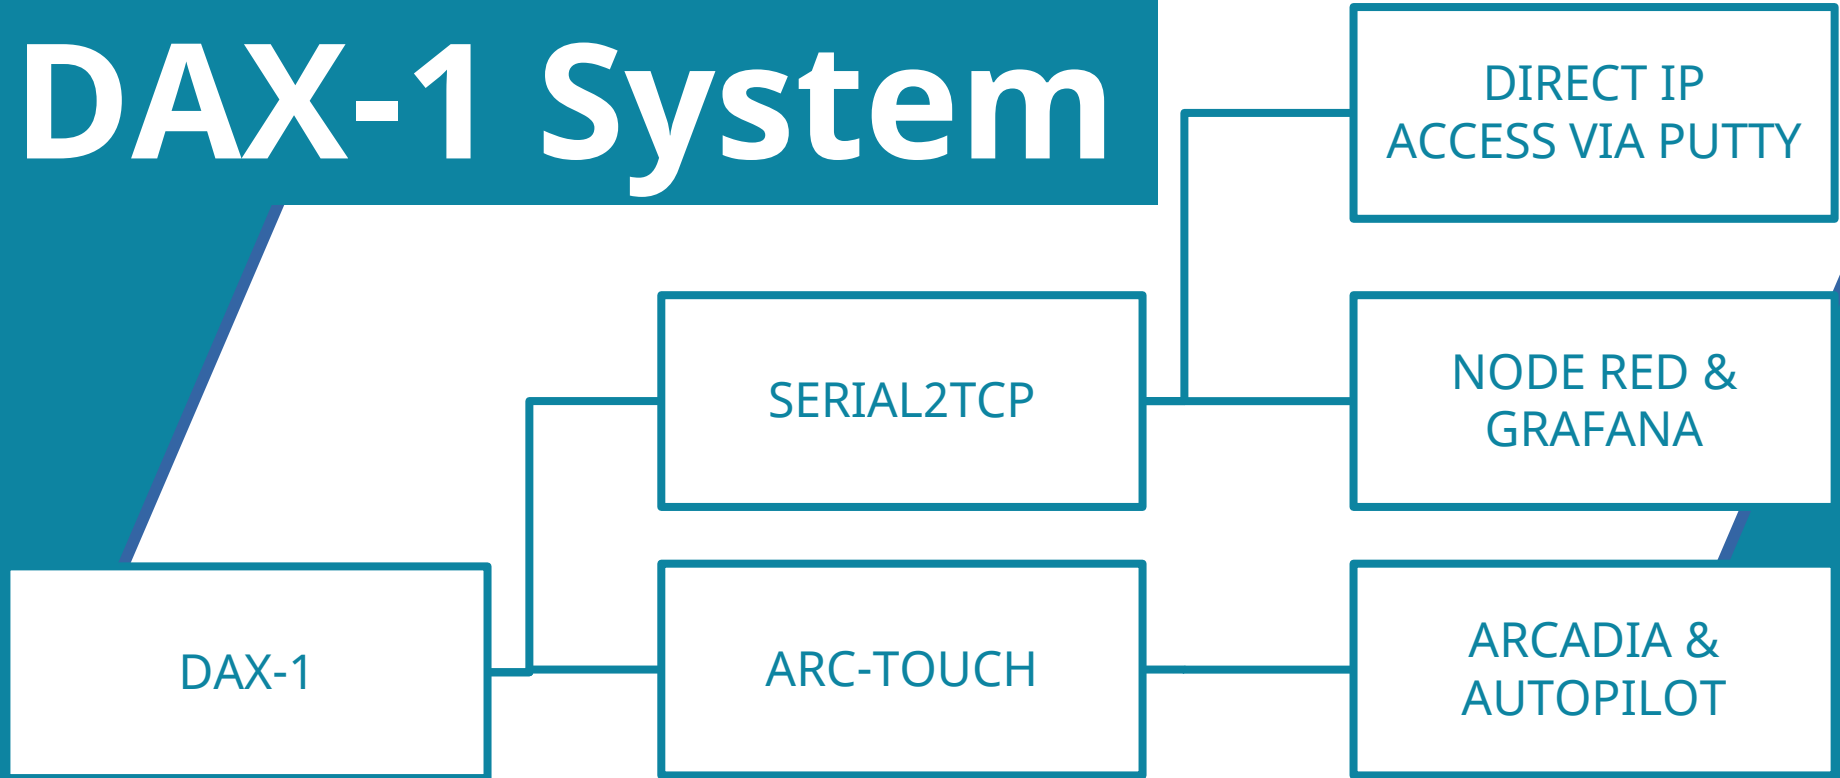 DAX-1 System
DIRECT IP
ACCESS VIA PUTTY
SERIAL2TCP
NODE RED &
GRAFANA
DAX-1
ARC-TOUCH
ARCADIA &
AUTOPILOT